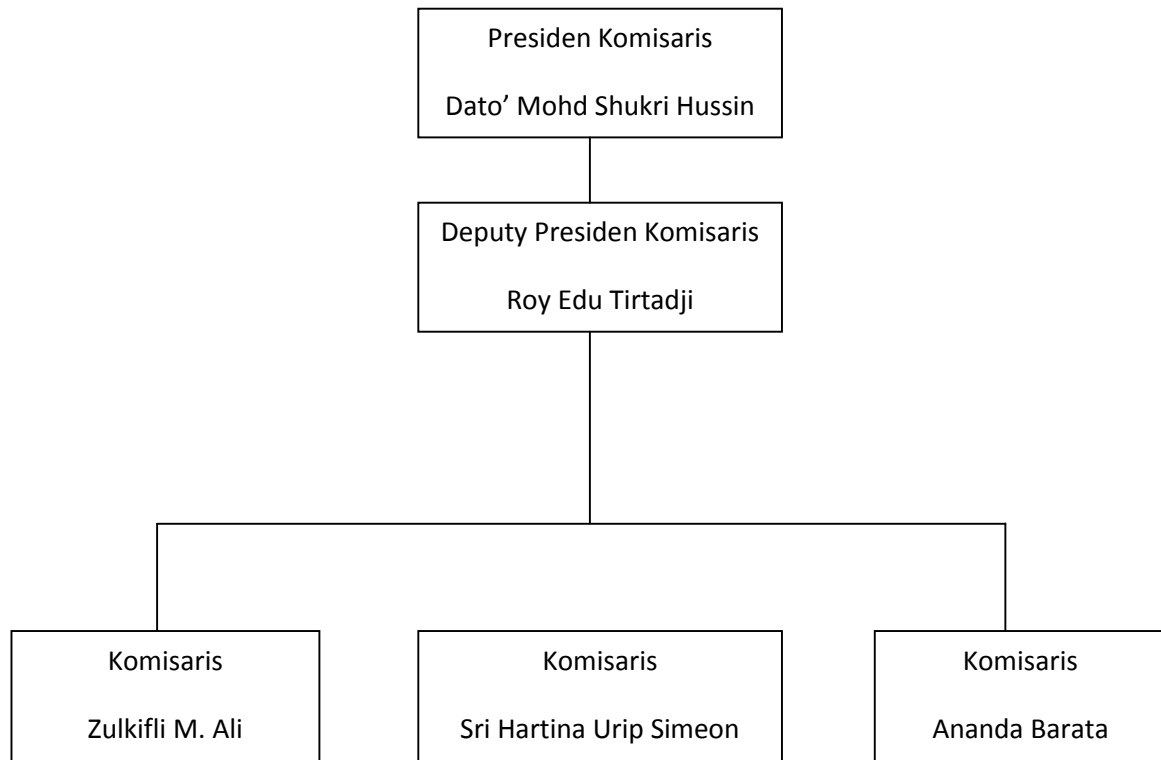 Presiden Komisaris
Dato’ Mohd Shukri Hussin
Deputy Presiden Komisaris
Roy Edu Tirtadji
Komisaris
Zulkifli M. Ali
Komisaris
Sri Hartina Urip Simeon
Komisaris
Ananda Barata